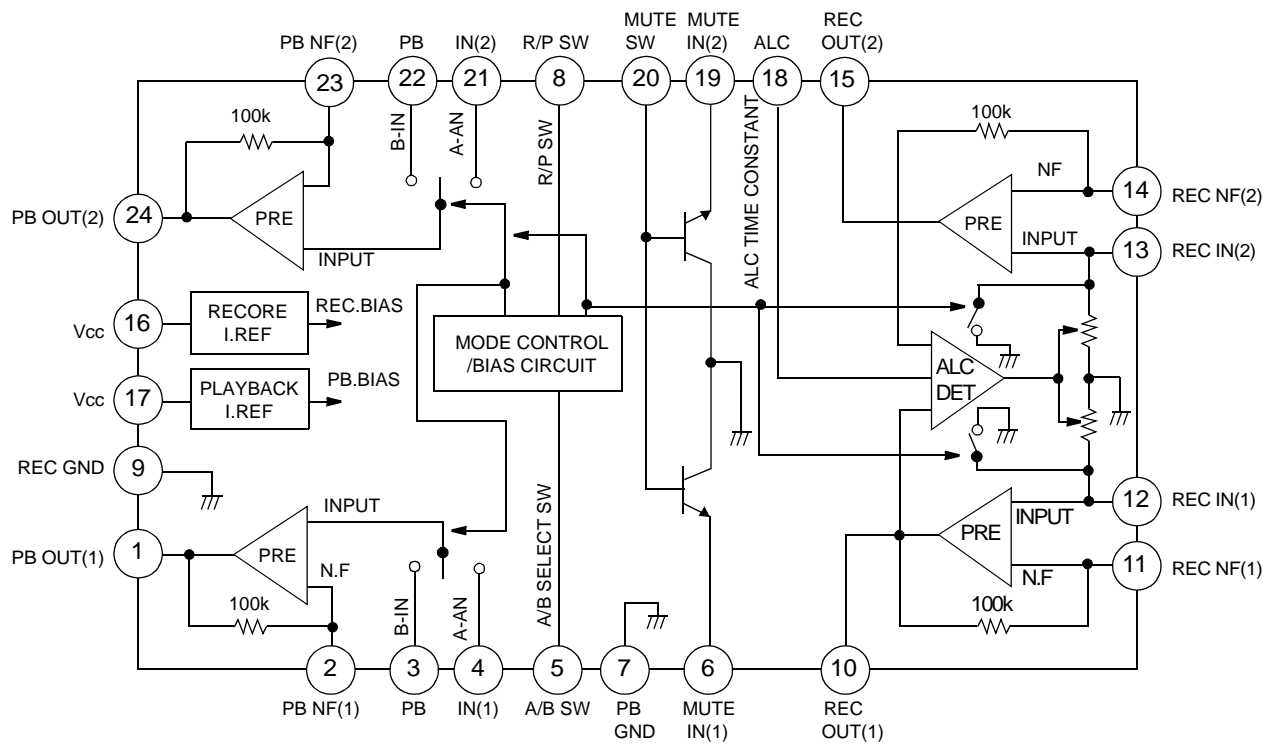 PB NF(2)
PB
IN(2)
R/P SW
MUTE
SW
MUTE
IN(2)
ALC
REC
OUT(2)
23
22
21
8
20
19
18
15
100k
B-IN
A-AN
R/P SW
ALC TIME CONSTANT
100k
NF
14
REC NF(2)
PB OUT(2)
24
PRE
INPUT
PRE
INPUT
13
REC IN(2)
Vcc
16
RECORE
I.REF
REC.BIAS
MODE CONTROL
/BIAS CIRCUIT
ALC
DET
Vcc
17
PLAYBACK
I.REF
PB.BIAS
REC GND
9
INPUT
A/B SELECT SW
INPUT
12
REC IN(1)
PB OUT(1)
1
PRE
N.F
PRE
N.F
11
REC NF(1)
100k
B-IN
A-AN
100k
2
3
4
5
7
6
10
PB NF(1)
PB
IN(1)
A/B SW
PB
GND
MUTE
IN(1)
REC
OUT(1)